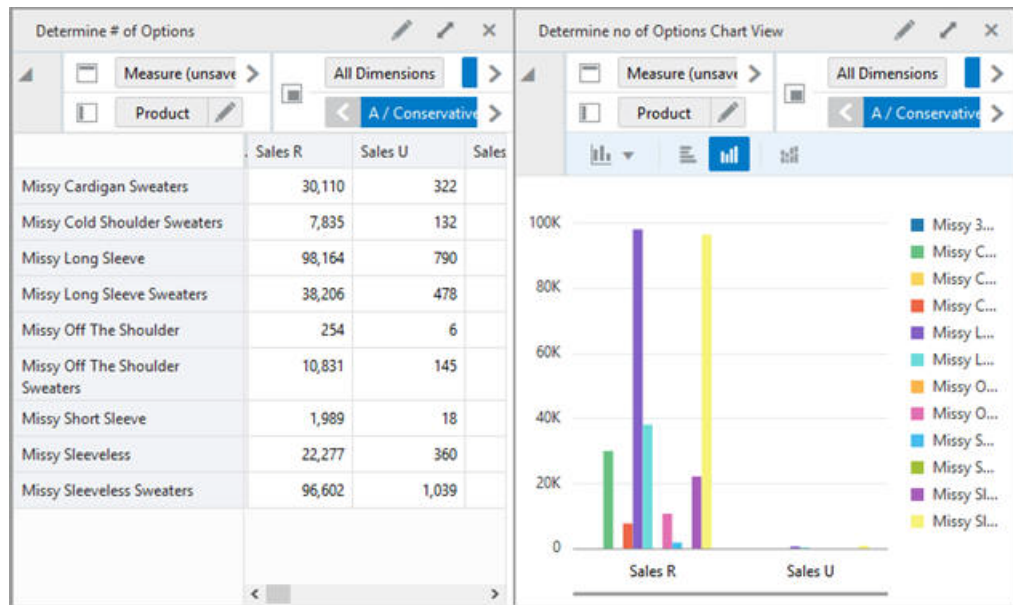 Determine # of Options
Measure (unsave
All Dimensions
Product
A / Conservative
. Sales R Sales U Sales
Missy Cardigan Sweaters 30,110 322
Missy Cold Shoulder Sweaters 7,835 132
Missy Long Sleeve 98,164 790
Missy Long Sleeve Sweaters 38,206 478
Missy Off The Shoulder 254 6
Missy Off The Shoulder
Sweaters 10,831 145
Missy Short Sleeve 1,989 18
Missy Sleeveless 22,277 360
Missy Sleeveless Sweaters 96,602 1,039
Determine no of Options Chart View
Measure (unsave
All Dimensions
Product
A / Conservative
100K
80K
60K
40K
20K
0
Sales R Sales U
Missy 3...
Missy C...
Missy C...
Missy C...
Missy L...
Missy L...
Missy O...
Missy O...
Missy S...
Missy S...
Missy Sl...
Missy Sl...